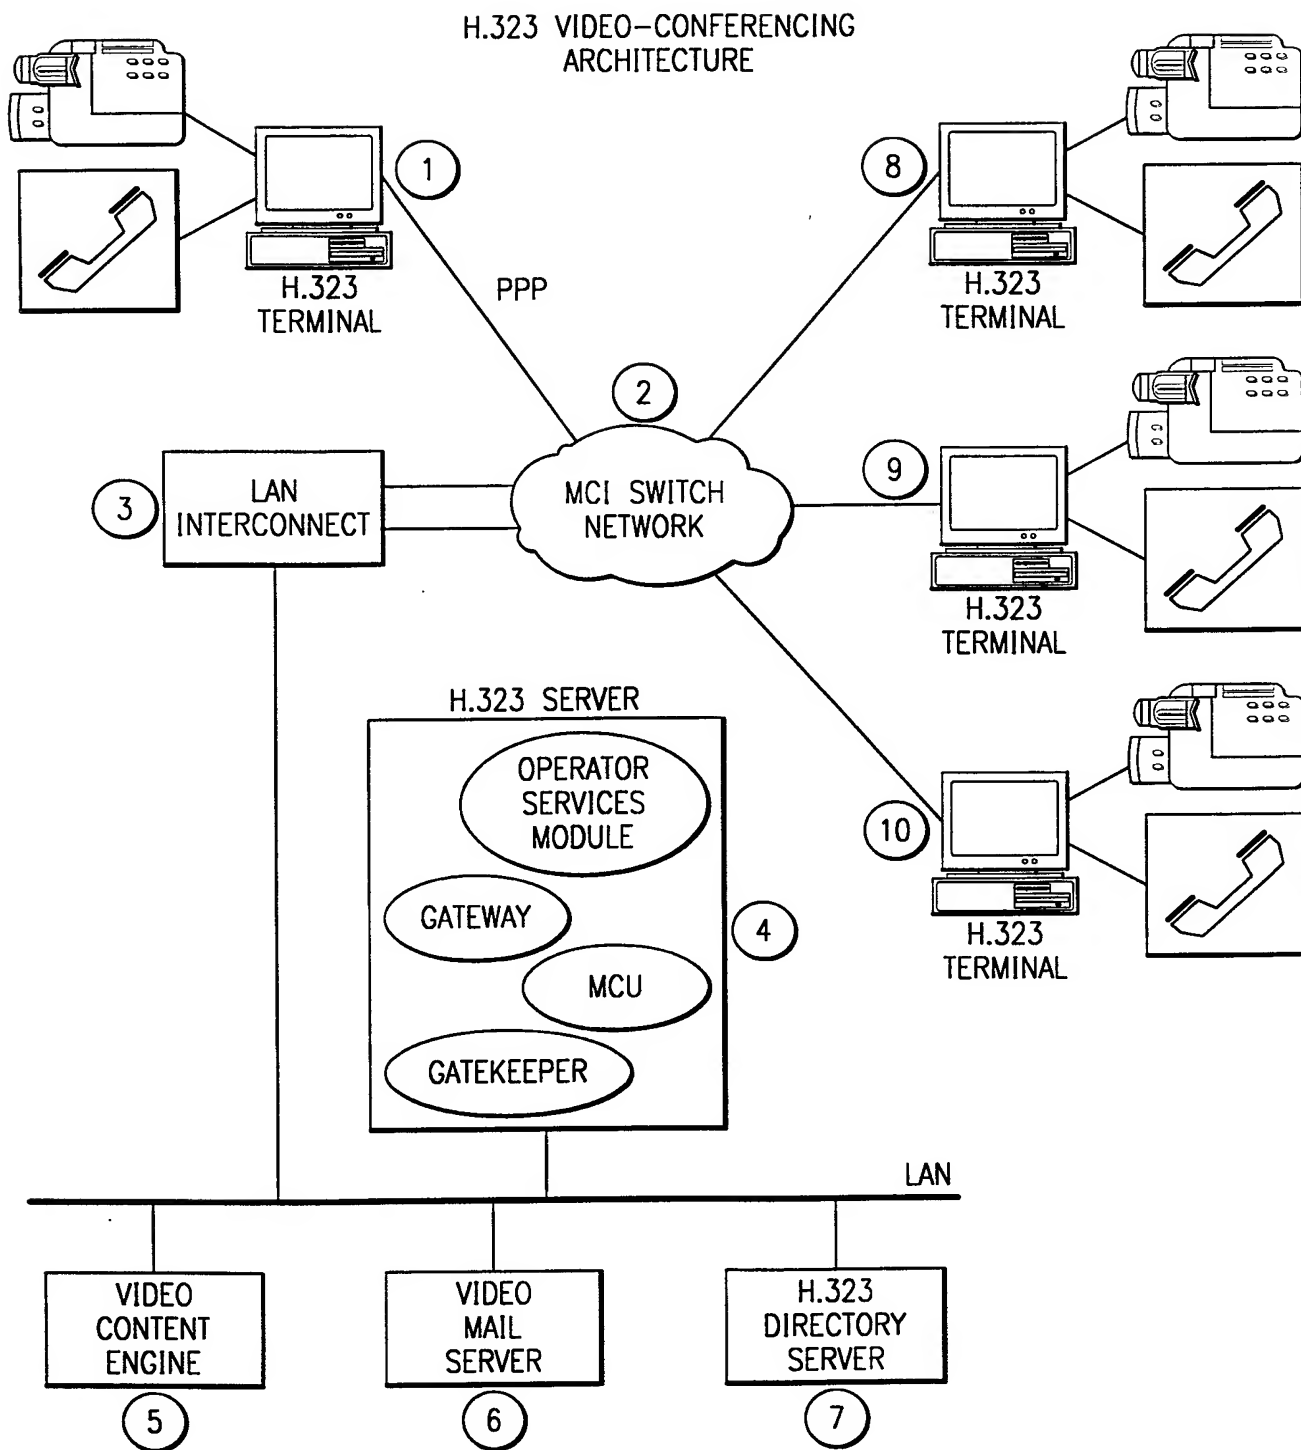 H.323 VIDEO-CONFERENCING
ARCHITECTURE
1
H.323
TERMINAL
PPP
8
H.323
TERMINAL
2
MCI SWITCH
NETWORK
3
LAN
INTERCONNECT
9
H.323
TERMINAL
H.323 SERVER
OPERATOR
SERVICES
MODULE
GATEWAY
MCU
GATEKEEPER
4
10
H.323
TERMINAL
LAN
VIDEO
CONTENT
ENGINE
5
VIDEO
MAIL
SERVER
6
H.323
DIRECTORY
SERVER
7